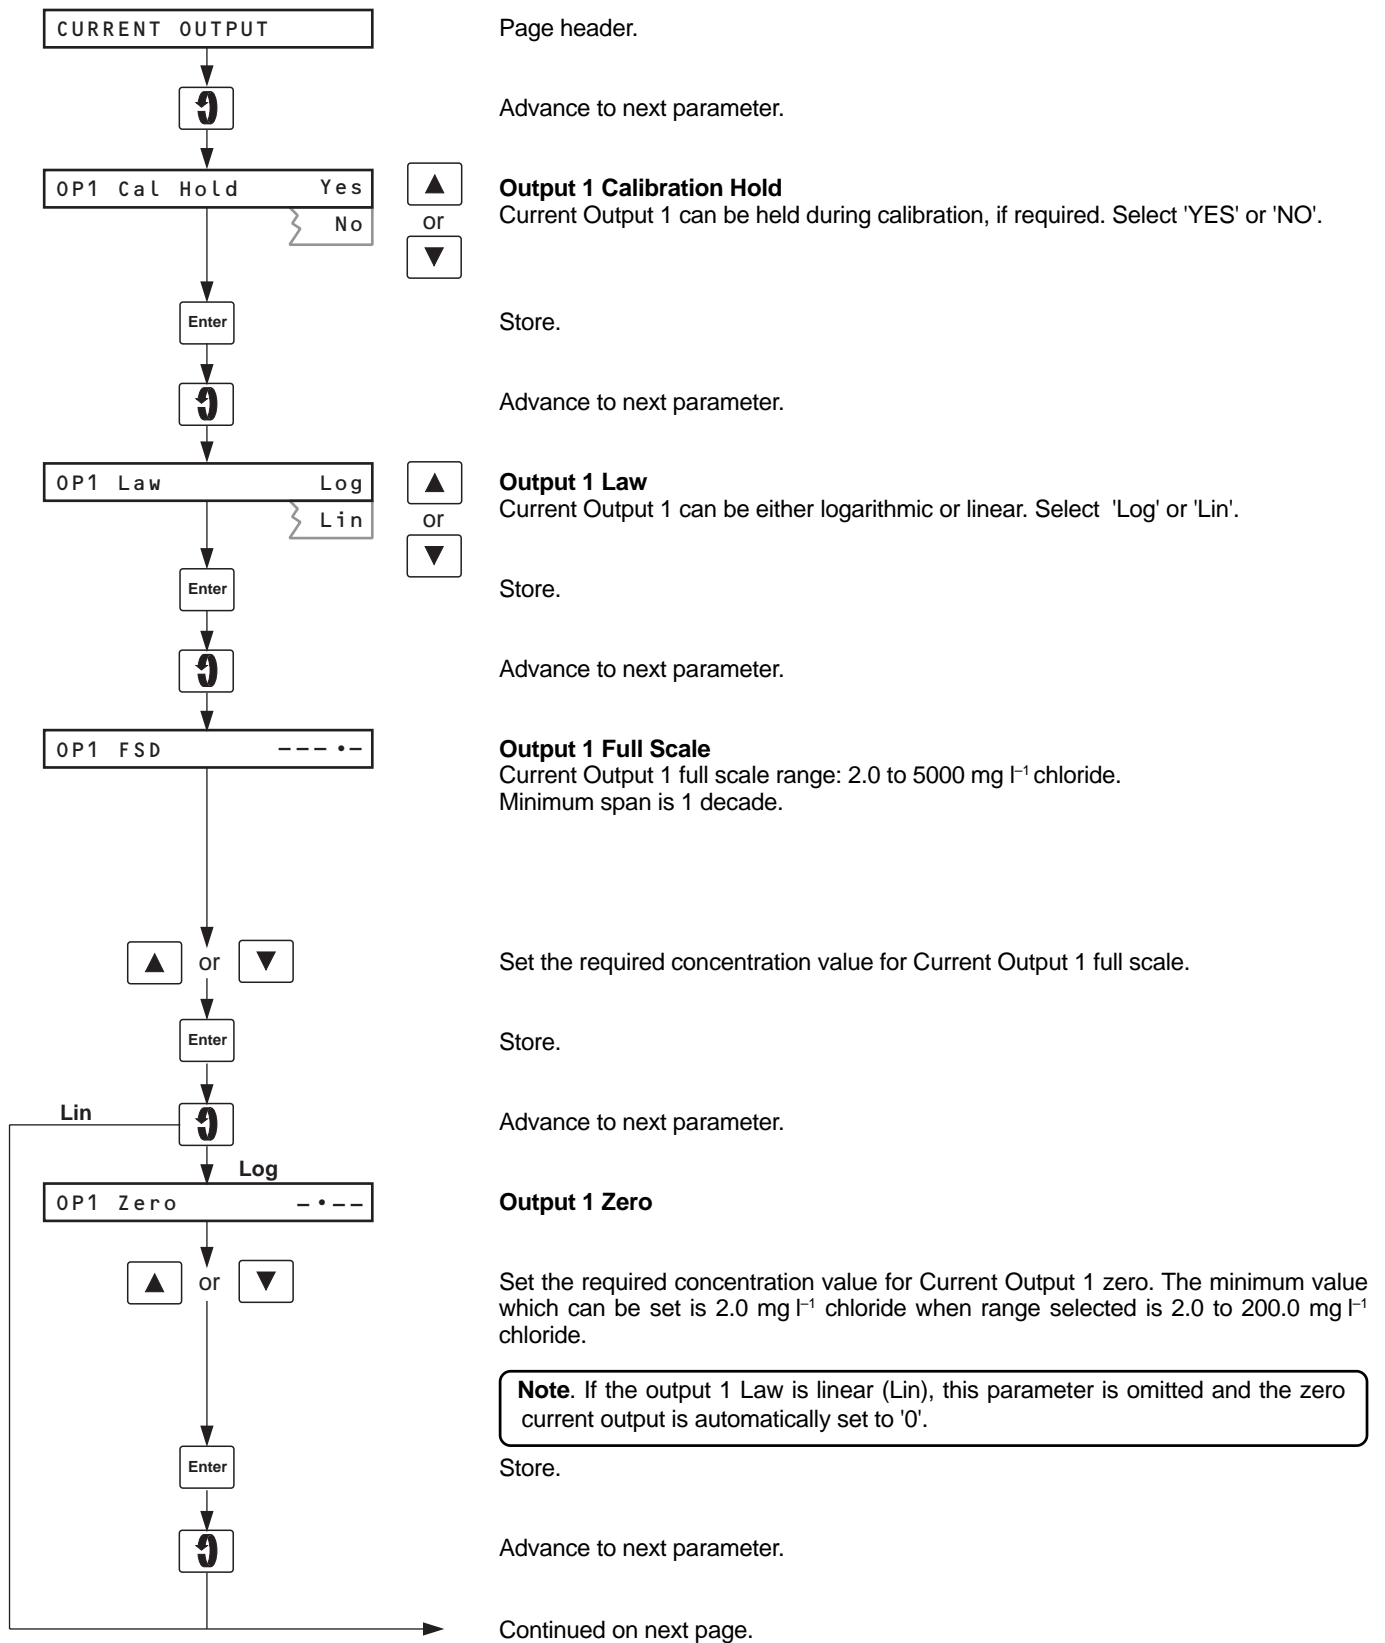 CURRENT OUTPUT
Page header.
Advance to next parameter.
OP1 Cal Hold Yes
No
or
Output 1 Calibration Hold
Current Output 1 can be held during calibration, if required. Select 'YES' or 'NO'.
Enter
Store.
Advance to next parameter.
OP1 Law Log
Lin
or
Output 1 Law
Current Output 1 can be either logarithmic or linear. Select 'Log' or 'Lin'.
Enter
Store.
Advance to next parameter.
OP1 FSD – – – • –
Output 1 Full Scale
Current Output 1 full scale range: 2.0 to 5000 mg l⁻¹ chloride.
Minimum span is 1 decade.
or
Set the required concentration value for Current Output 1 full scale.
Enter
Store.
Lin
Advance to next parameter.
Log
OP1 Zero – • – –
Output 1 Zero
or
Set the required concentration value for Current Output 1 zero. The minimum value
which can be set is 2.0 mg l⁻¹ chloride when range selected is 2.0 to 200.0 mg l⁻¹
chloride.
Note. If the output 1 Law is linear (Lin), this parameter is omitted and the zero
current output is automatically set to '0'.
Enter
Store.
Advance to next parameter.
Continued on next page.